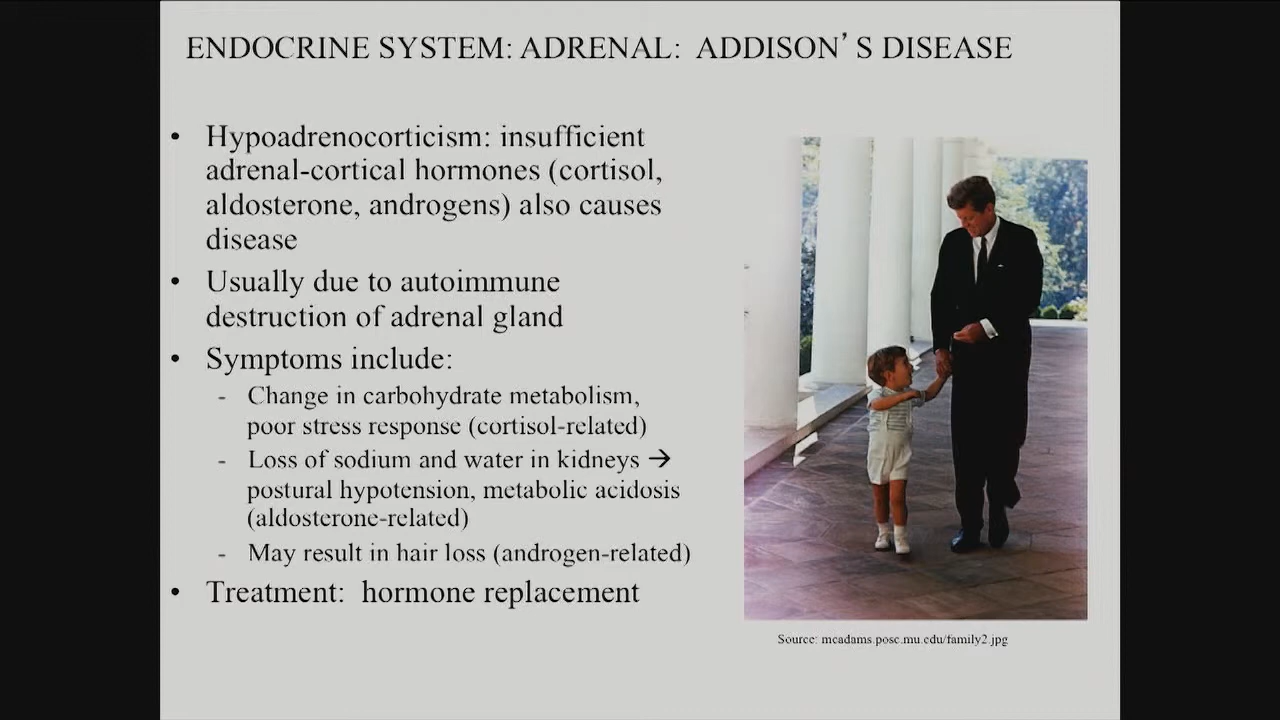 ENDOCRINE SYSTEM: ADRENAL:  ADDISON’S DISEASE
• Hypoadrenocorticism: insufficient
adrenal-cortical hormones (cortisol,
aldosterone, androgens) also causes
disease
• Usually due to autoimmune
destruction of adrenal gland
• Symptoms include:
- Change in carbohydrate metabolism,
poor stress response (cortisol-related)
- Loss of sodium and water in kidneys →
postural hypotension, metabolic acidosis
(aldosterone-related)
- May result in hair loss (androgen-related)
• Treatment:  hormone replacement
Source: mcadams.posc.mu.edu/family2.jpg